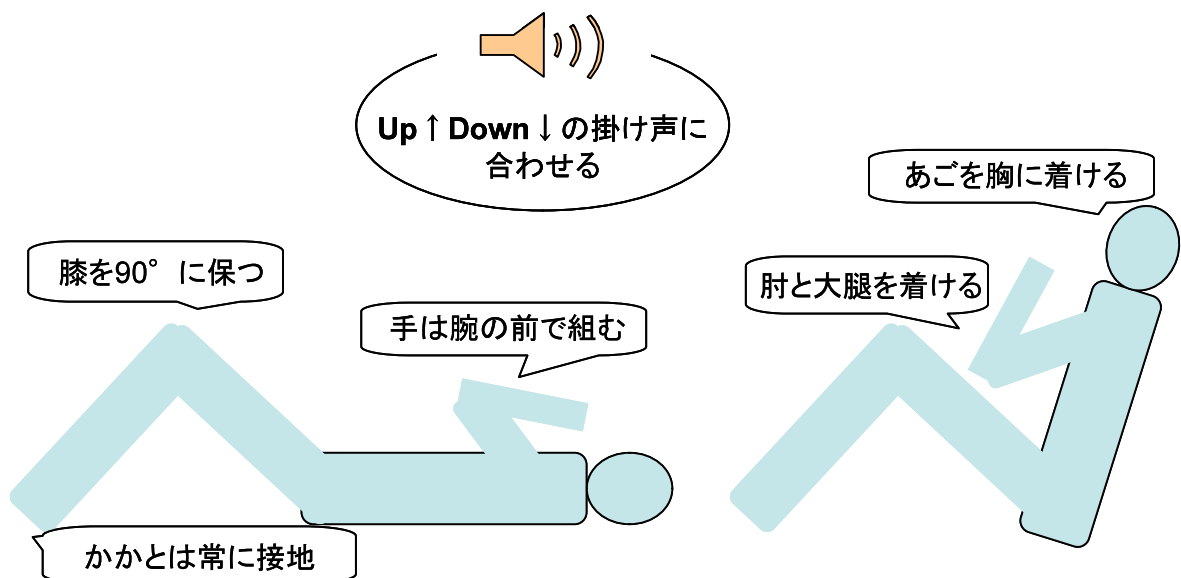 Up↑Down↓の掛け声に
合わせる
あごを胸に着ける
膝を90°に保つ
肘と大腿を着ける
手は腕の前で組む
かかとは常に接地